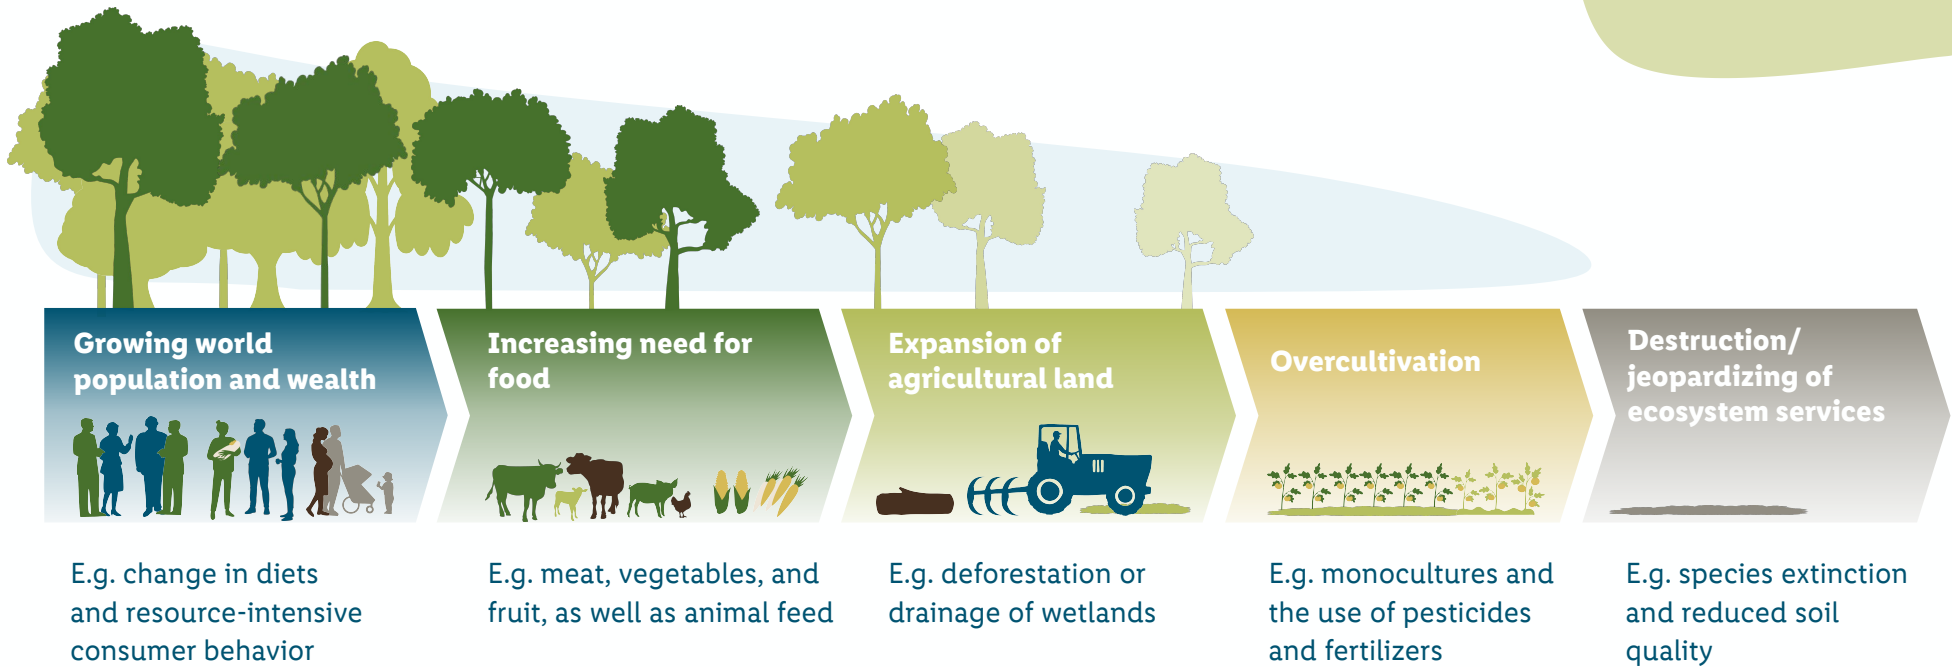 Growing world
population and wealth
E.g. change in diets
and resource-intensive
consumer behavior
Increasing need for
food
E.g. meat, vegetables, and
fruit, as well as animal feed
Expansion of
agricultural land
E.g. deforestation or
drainage of wetlands
Overcultivation
E.g. monocultures and
the use of pesticides
and fertilizers
Destruction/
jeopardizing of
ecosystem services
E.g. species extinction
and reduced soil
quality